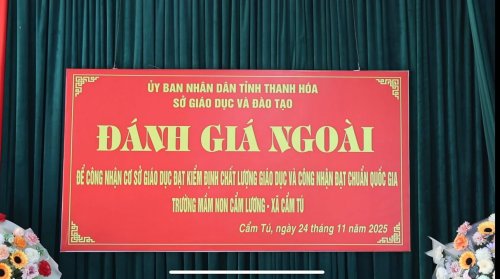 ỦY BAN NHÂN DÂN TỈNH THANH HÓA
SỞ GIÁO DỤC VÀ ĐÀO TẠO
ĐÁNH GIÁ NGOÀI
ĐỂ CÔNG NHẬN CƠ SỞ GIÁO DỤC ĐẠT KIỂM ĐỊNH CHẤT LƯỢNG GIÁO DỤC VÀ CÔNG NHẬN ĐẠT CHUẨN QUỐC GIA
TRƯỜNG MẦM NON CẨM LƯƠNG - XÃ CẨM TÚ
Cẩm Tú, ngày 24 tháng 11 năm 2025